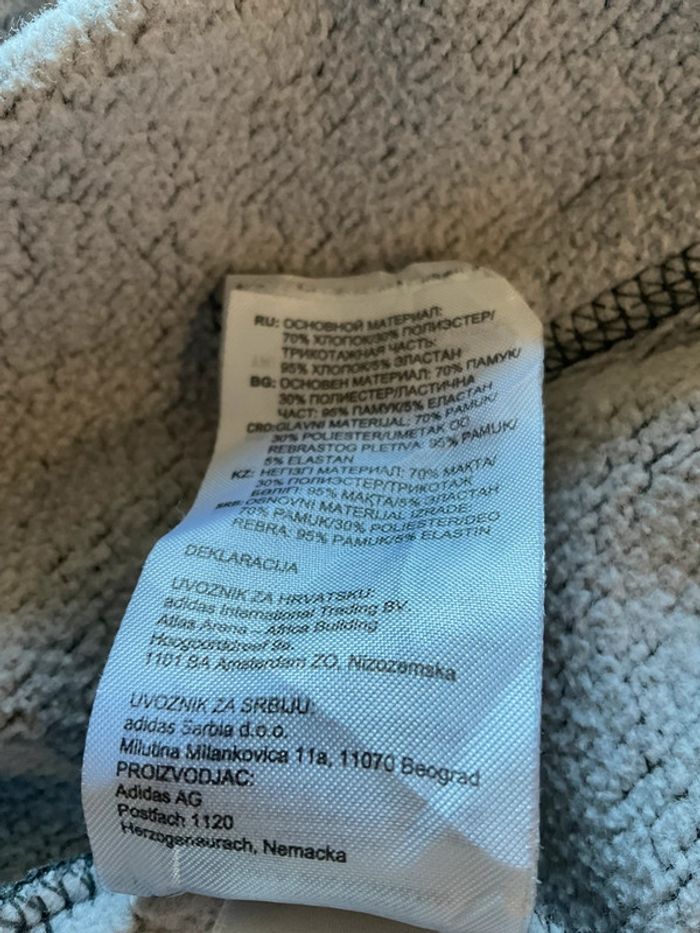 RU: ОСНОВНОЙ МАТЕРИАЛ:
70% ХЛОПОК/30% ПОЛИЭСТЕР/
ТРИКОТАЖНАЯ ЧАСТЬ:
95% ХЛОПОК/5% ЭЛАСТАН
BG: ОСНОВЕН МАТЕРИАЛ: 70% ПАМУК/
30% ПОЛИЕСТЕР/ЛАСТИЧНА
ЧАСТ: 95% ПАМУК/5% ЕЛАСТАН
CRO: GLAVNI MATERIJAL: 70% PAMUK/
30% POLIESTER/UMETAK OD
REBRASTOG PLETIVA: 95% PAMUK/
5% ELASTAN
KZ: НЕГІЗГІ МАТЕРИАЛ: 70% МАКТА/
30% ПОЛИЭСТЕР/ТРИКОТАЖ
БӨЛІГІ: 95% МАКТА/5% ЭЛАСТАН
SRB: OSNOVNI MATERIJAL IZRADE:
70% PAMUK/30% POLIESTER/DEO
REBRA: 95% PAMUK/5% ELASTIN
DEKLARACIJA
UVOZNIK ZA HRVATSKU:
adidas International Trading BV.
Atlas Arena – Africa Building
Hoogoorddreef 9a.
1101 BA Amsterdam ZO, Nizozemska
UVOZNIK ZA SRBIJU:
adidas Serbia d.o.o.
Milutina Milankovica 11a, 11070 Beograd
PROIZVODJAC:
Adidas AG
Postfach 1120
Herzogenaurach, Nemacka